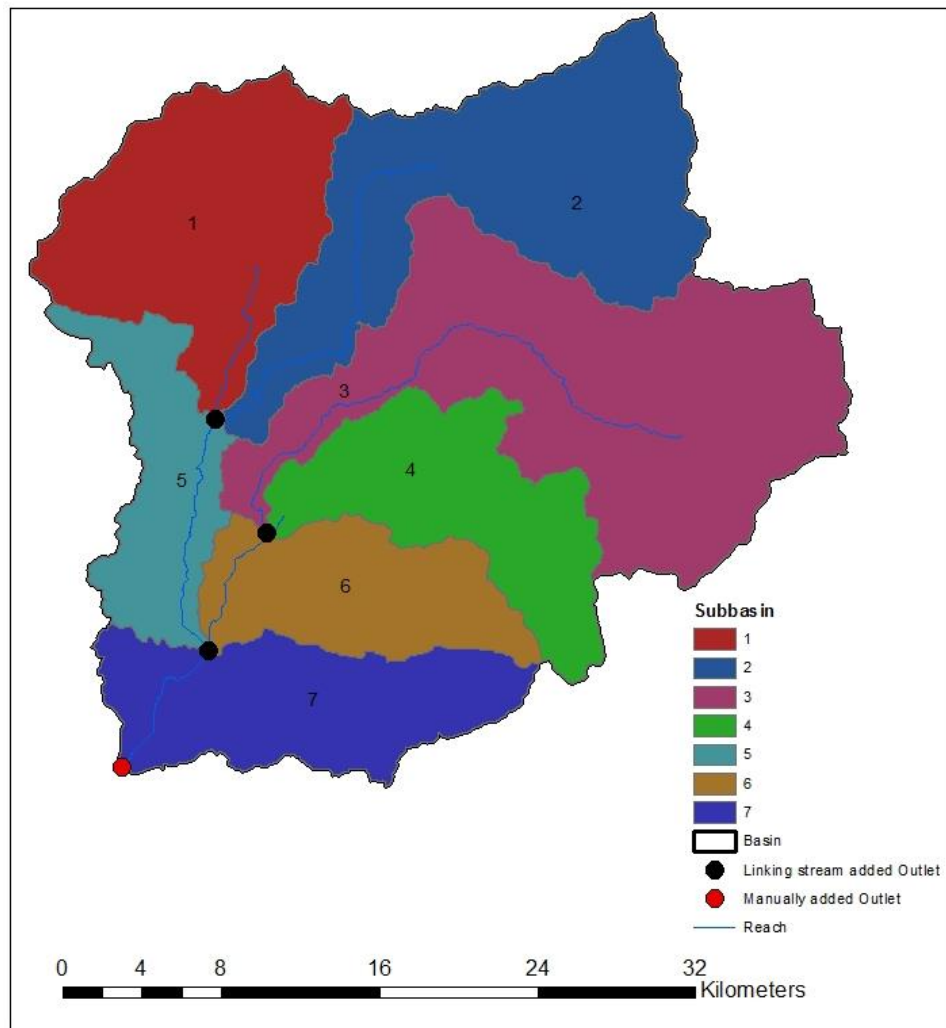 1
2
3
4
5
6
7
Subbasin
1
2
3
4
5
6
7
Basin
Linking stream added Outlet
Manually added Outlet
Reach
0 4 8 16 24 32
Kilometers